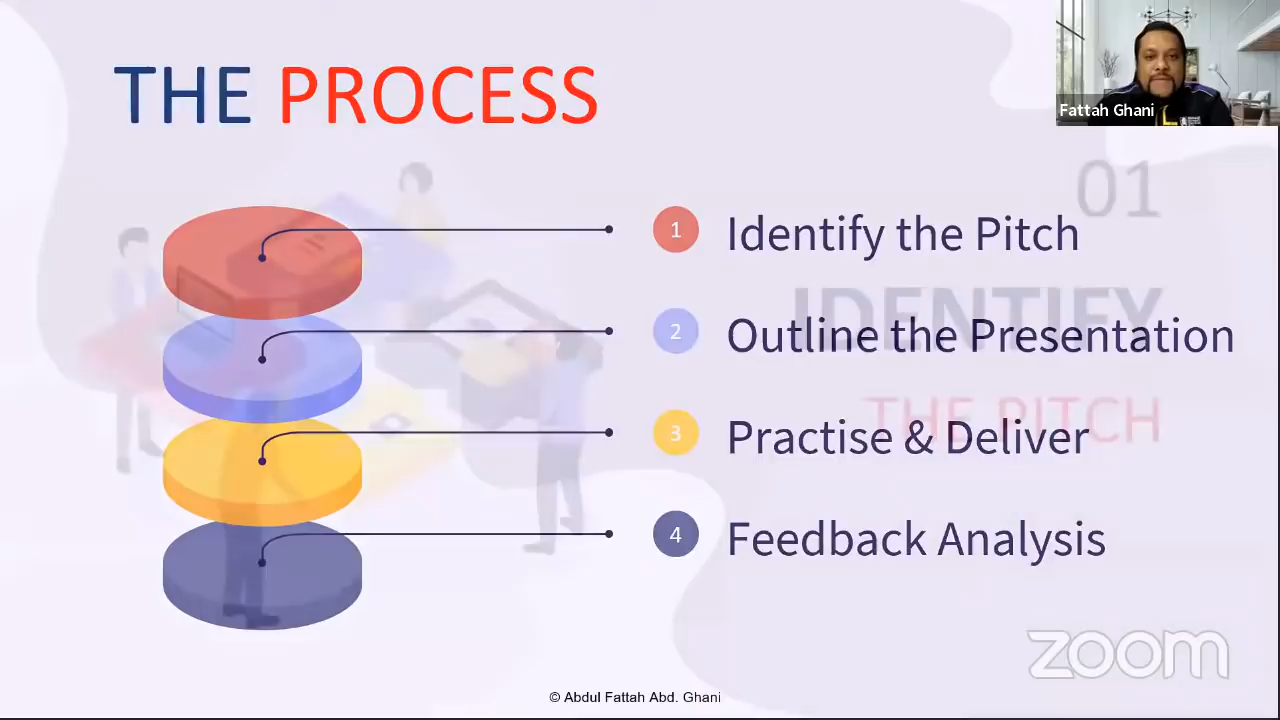 THE PROCESS
Fattah Ghani
01
1 Identify the Pitch
IDENTIFY
2 Outline the Presentation
THE PITCH
3 Practise & Deliver
4 Feedback Analysis
zoom
© Abdul Fattah Abd. Ghani